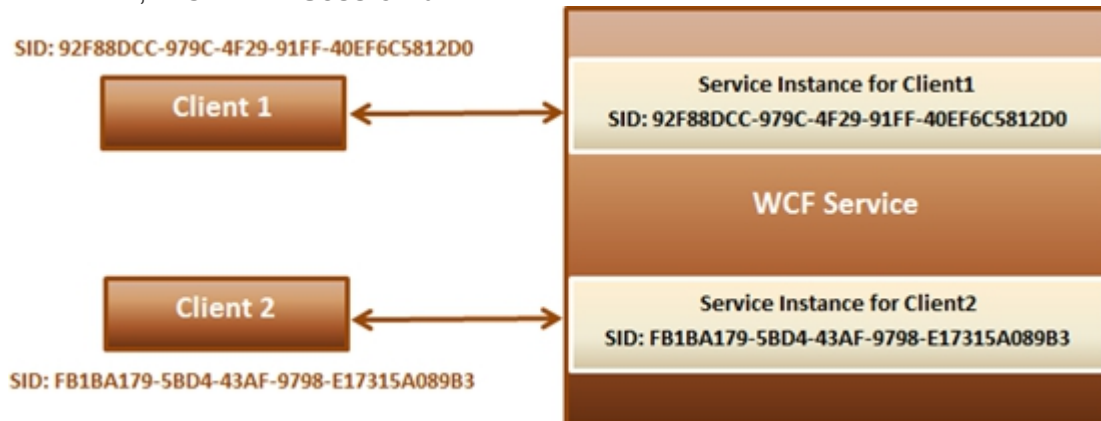 SID: 92F88DCC-979C-4F29-91FF-40EF6C5812D0
Client 1
Service Instance for Client1
SID: 92F88DCC-979C-4F29-91FF-40EF6C5812D0
WCF Service
Client 2
SID: FB1BA179-5BD4-43AF-9798-E17315A089B3
Service Instance for Client2
SID: FB1BA179-5BD4-43AF-9798-E17315A089B3